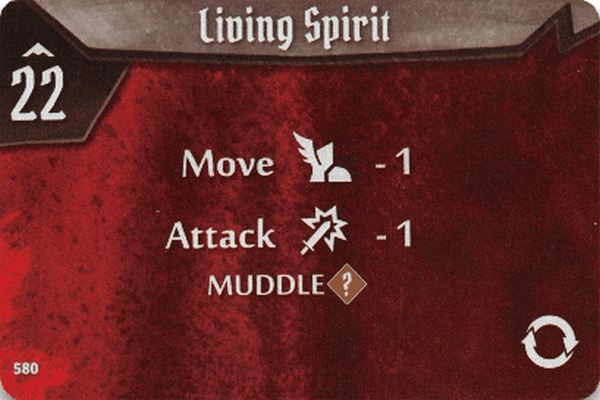 Living Spirit
22
Move - 1
Attack - 1
MUDDLE ?
580